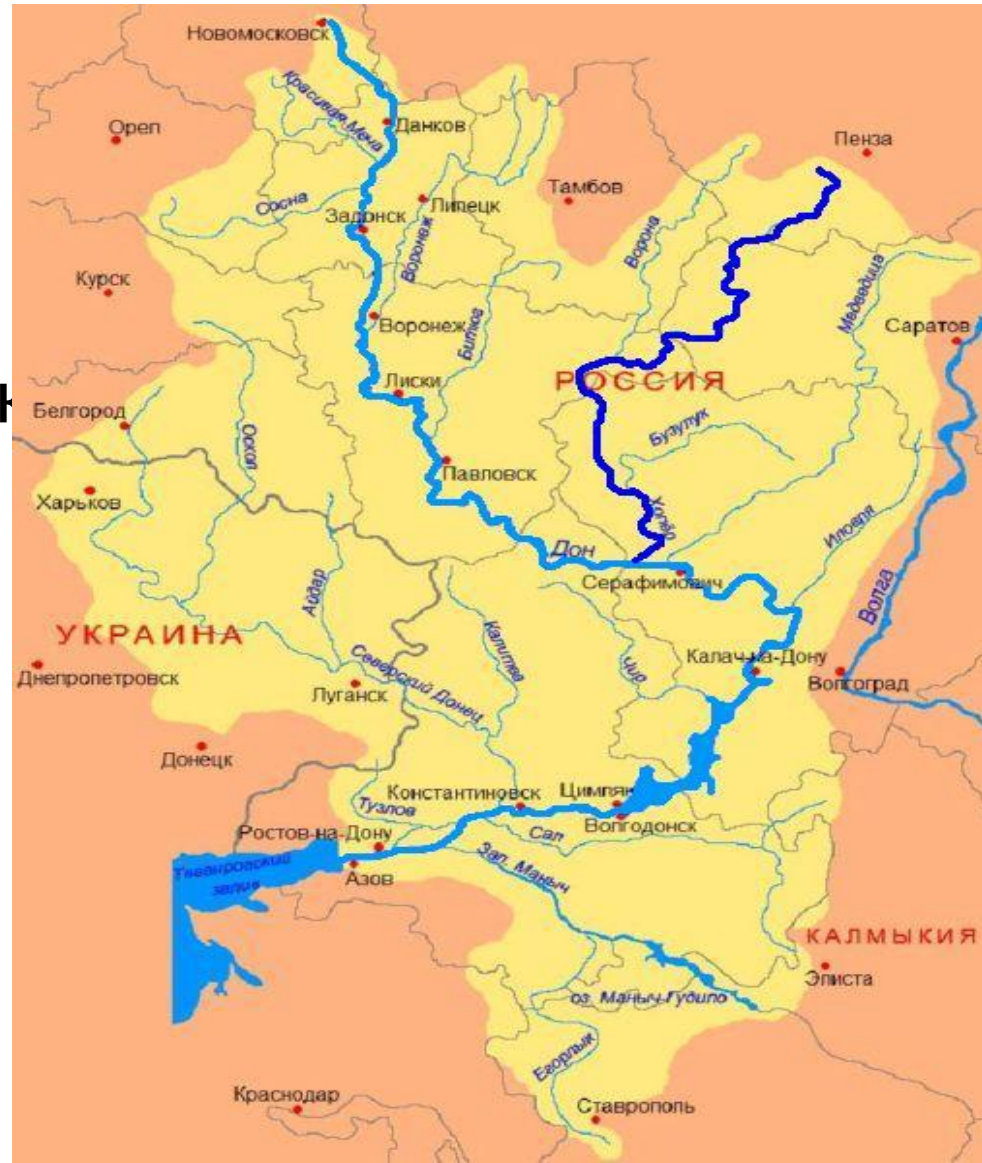 Новомосковск
Красивая Меча
Данков
Орел
Пенза
Тамбов
Липецк
Сосна
Задонск
Воронеж
Ворона
Медведица
Курск
Воронеж
Битюг
Саратов
Лиски
РОССИЯ
к
Белгород
Оскол
Бузулук
Павловск
Харьков
Хопёр
Иловля
Дон
Серафимович
Айдар
Волга
УКРАИНА
Калитва
Чир
Калач-на-Дону
Днепропетровск
Северский Донец
Волгоград
Луганск
Донецк
Константиновск
Цимлянк
Тузлов
Волгодонск
Сал
Ростов-на-Дону
Зап. Маныч
Таганрогский
залив
Азов
КАЛМЫКИЯ
Элиста
оз. Маныч-Гудило
Егорлык
Краснодар
Ставрополь